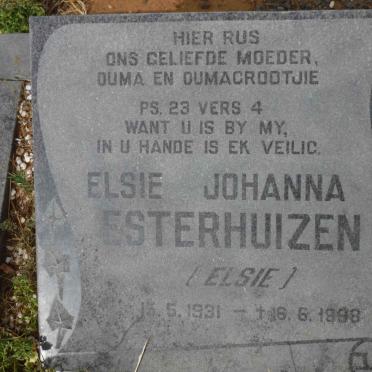 HIER RUS
ONS GELIEFDE MOEDER,
OUMA EN OUMAGROOTJIE
PS. 23 VERS 4
WANT U IS BY MY,
IN U HANDE IS EK VEILIG.
ELSIE JOHANNA
ESTERHUIZEN
(ELSIE)
5.1931 – † 16.6.1998